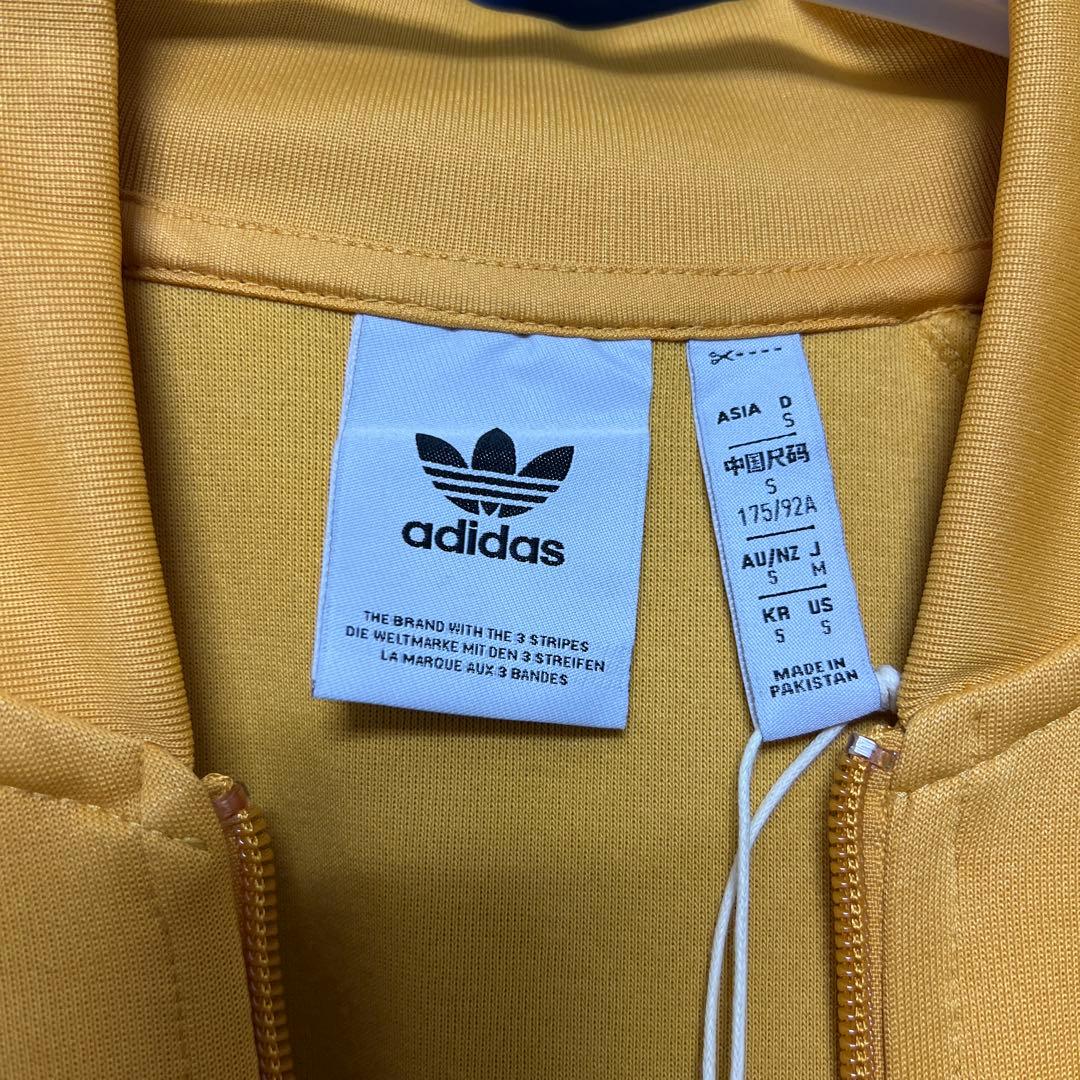 adidas
THE BRAND WITH THE 3 STRIPES
DIE WELTMARKE MIT DEN 3 STREIFEN
LA MARQUE AUX 3 BANDES
ASIA D
S
中国尺码
S
175/92A
AU/NZ J
S M
KR US
S S
MADE IN
PAKISTAN